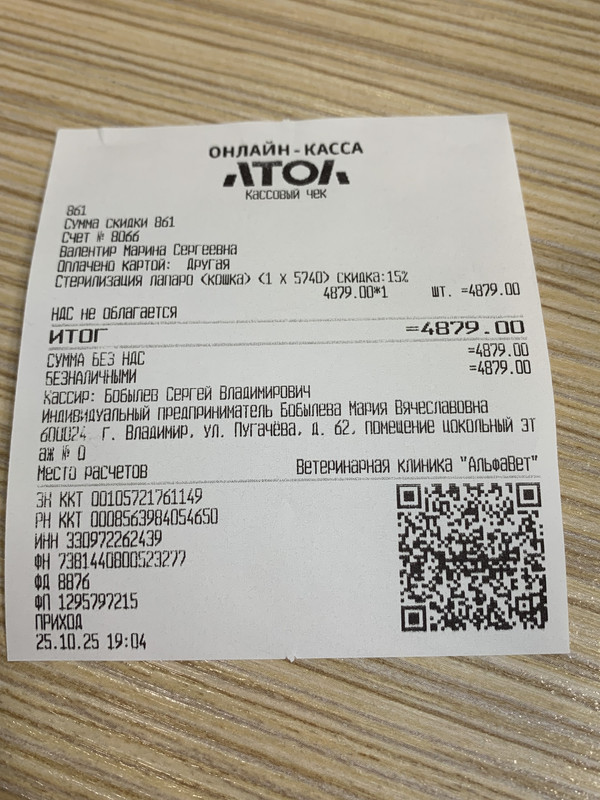 ОНЛАЙН-КАССА
АТОЛ
Кассовый чек
861
Сумма скидки 861
Счет № 8066
Валентир Марина Сергеевна
Оплачено картой: Другая
Стерилизация лапаро <кошка> <1 x 5740> скидка:15%
4879.00*1 шт. =4879.00
НДС не облагается
ИТОГ =4879.00
СУММА БЕЗ НДС =4879.00
БЕЗНАЛИЧНЫМИ =4879.00
Кассир: Бобылев Сергей Владимирович
Индивидуальный предприниматель Бобылева Мария Вячеславовна
600024 г. Владимир, ул. Пугачёва, д. 62, помещение цокольный эт
аж № 0
Место расчетов Ветеринарная клиника "АльфаВет"
ЗН ККТ 00105721761149
РН ККТ 0008563984054650
ИНН 330972262439
ФН 7381440800523277
ФД 8876
ФП 1295797215
ПРИХОД
25.10.25 19:04